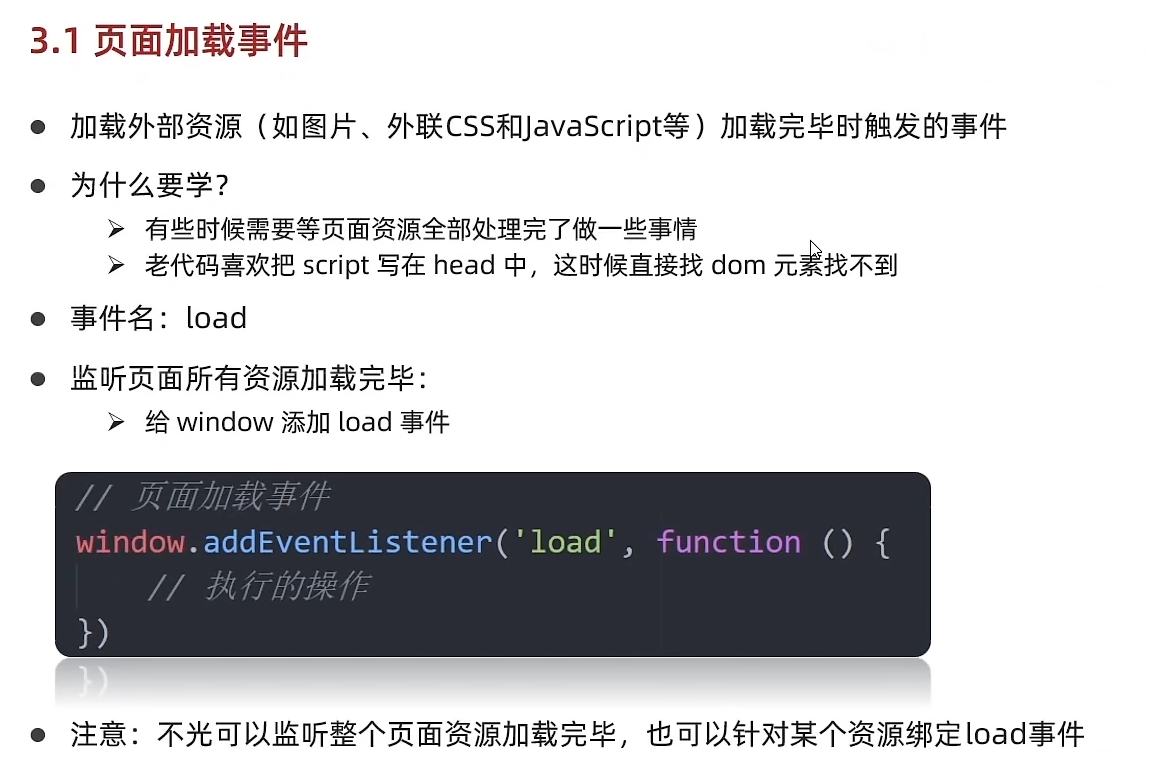 3.1 页面加载事件
加载外部资源（如图片、外联CSS和JavaScript等）加载完毕时触发的事件
为什么要学？
有些时候需要等页面资源全部处理完了做一些事情
老代码喜欢把 script 写在 head 中，这时候直接找 dom 元素找不到
事件名：load
监听页面所有资源加载完毕：
给 window 添加 load 事件
// 页面加载事件
window.addEventListener('load', function () {
// 执行的操作
})
注意：不光可以监听整个页面资源加载完毕，也可以针对某个资源绑定load事件